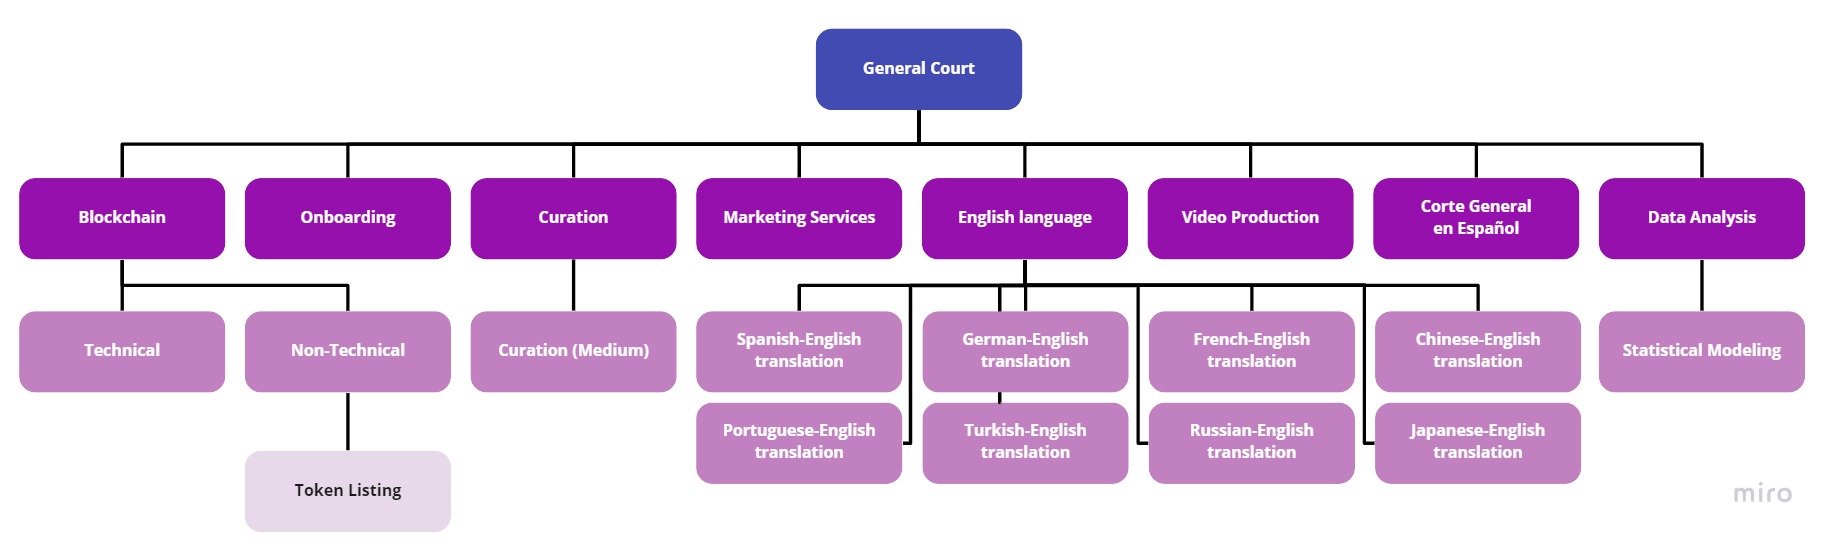 General Court
Blockchain
Onboarding
Curation
Marketing Services
English language
Video Production
Corte General
en Español
Data Analysis
Technical
Non-Technical
Curation (Medium)
Spanish-English
translation
German-English
translation
French-English
translation
Chinese-English
translation
Statistical Modeling
Portuguese-English
translation
Turkish-English
translation
Russian-English
translation
Japanese-English
translation
Token Listing
miro